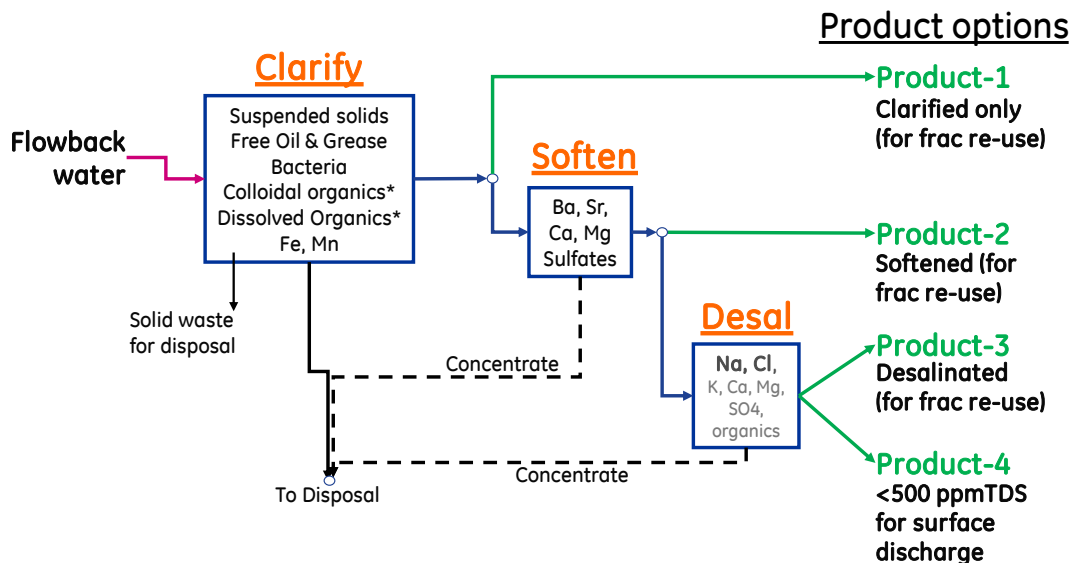 Product options
Clarify
Suspended solids
Free Oil & Grease
Bacteria
Colloidal organics*
Dissolved Organics*
Fe, Mn
Flowback
water
Solid waste
for disposal
Soften
Ba, Sr,
Ca, Mg
Sulfates
Concentrate
Desal
Na, Cl,
K, Ca, Mg,
SO4,
organics
Concentrate
To Disposal
Product-1
Clarified only
(for frac re-use)
Product-2
Softened (for
frac re-use)
Product-3
Desalinated
(for frac re-use)
Product-4
<500 ppmTDS
for surface
discharge